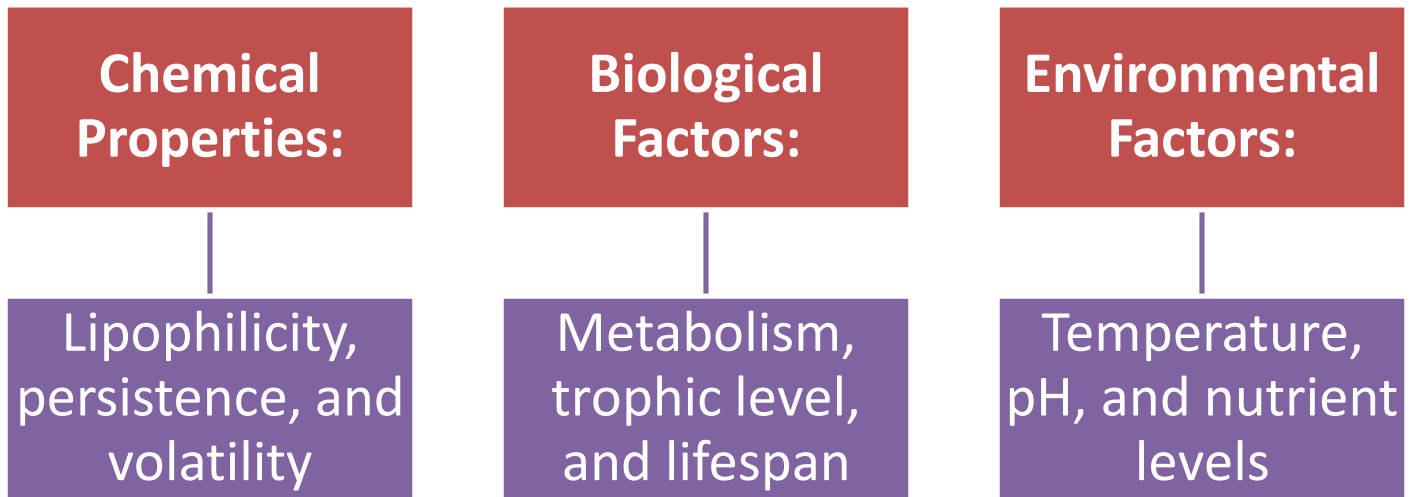 Chemical
Properties:
Lipophilicity,
persistence, and
volatility
Biological
Factors:
Metabolism,
trophic level,
and lifespan
Environmental
Factors:
Temperature,
pH, and nutrient
levels